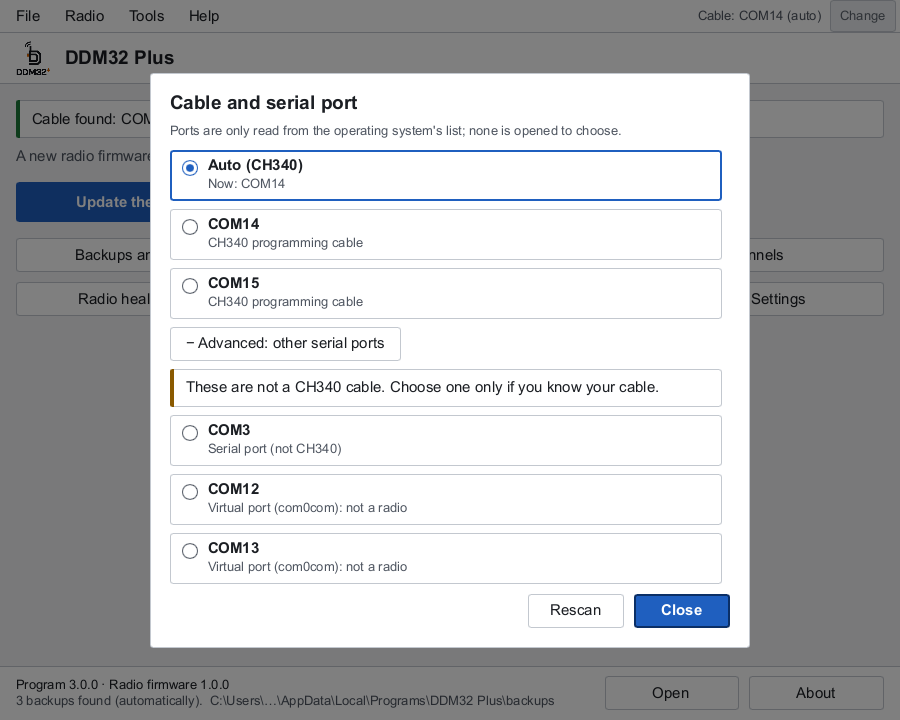 File Radio Tools Help Cable: COM14 (auto) Change
DDM32+ DDM32 Plus
Cable and serial port
Ports are only read from the operating system's list; none is opened to choose.
Cable found: COM
A new radio firmware
Update the
Backups ar
nnels
Radio heal
Settings
Auto (CH340)
Now: COM14
COM14
CH340 programming cable
COM15
CH340 programming cable
− Advanced: other serial ports
These are not a CH340 cable. Choose one only if you know your cable.
COM3
Serial port (not CH340)
COM12
Virtual port (com0com): not a radio
COM13
Virtual port (com0com): not a radio
Rescan Close
Program 3.0.0 · Radio firmware 1.0.0
3 backups found (automatically). C:\Users\…\AppData\Local\Programs\DDM32 Plus\backups
Open About